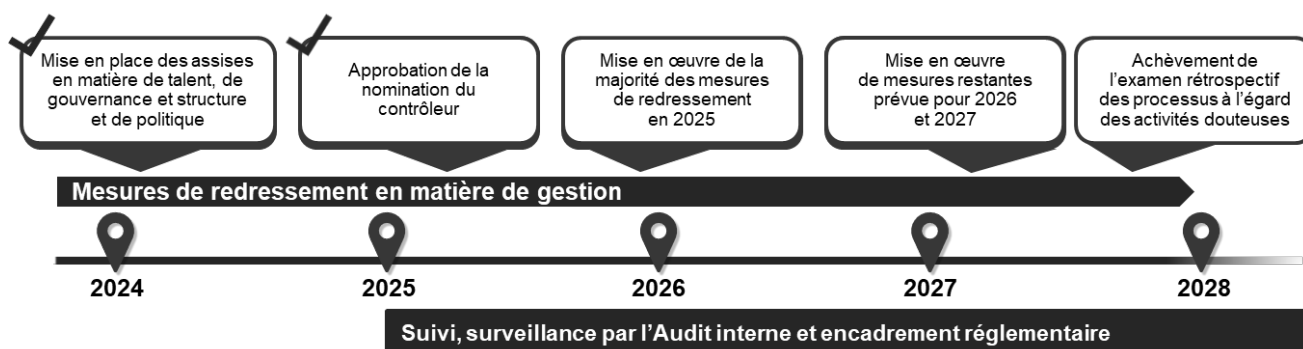 Mise en place des assises
en matière de talent, de
gouvernance et structure
et de politique
Approbation de la
nomination du
contrôleur
Mise en œuvre de la
majorité des mesures
de redressement
en 2025
Mise en œuvre
de mesures restantes
prévue pour 2026
et 2027
Achèvement de
l'examen rétrospectif
des processus à l'égard
des activités douteuses
Mesures de redressement en matière de gestion
2024
2025
2026
2027
2028
Suivi, surveillance par l'Audit interne et encadrement réglementaire